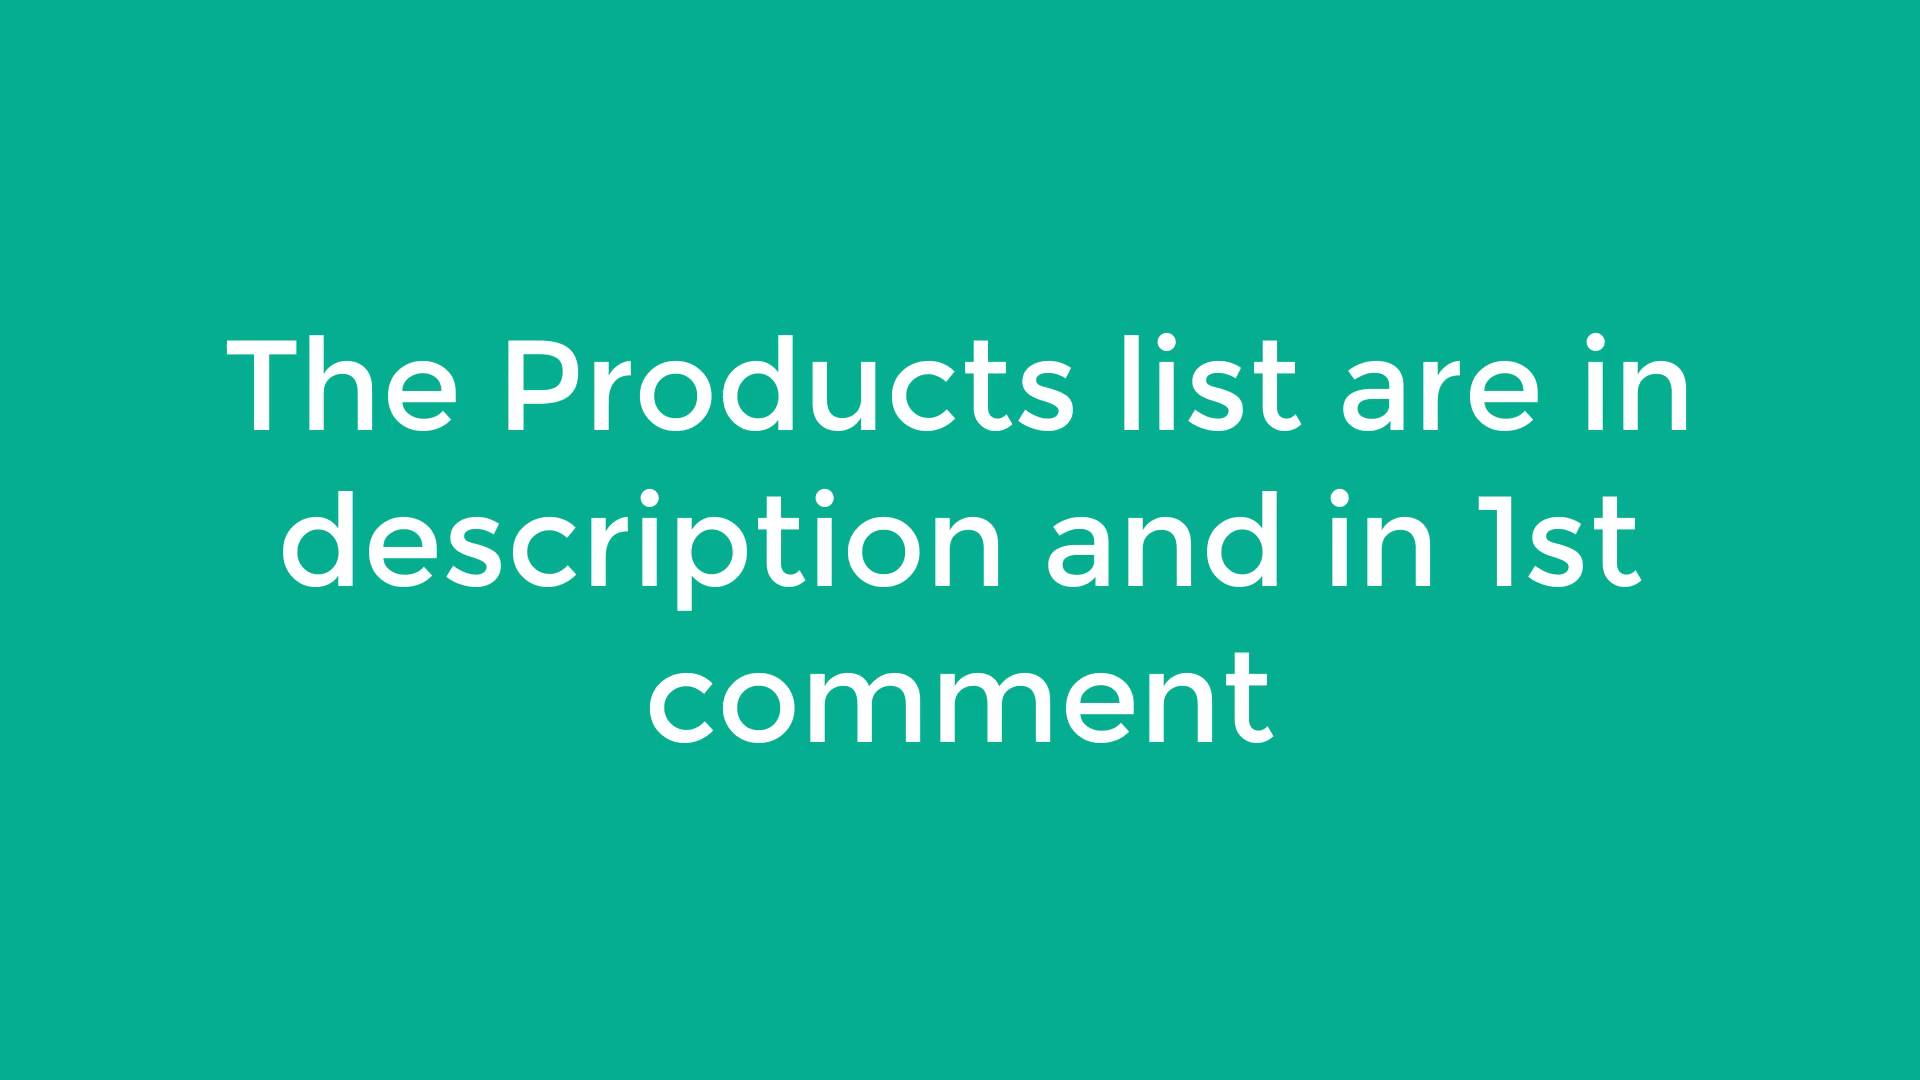 The Products list are in
description and in 1st
comment